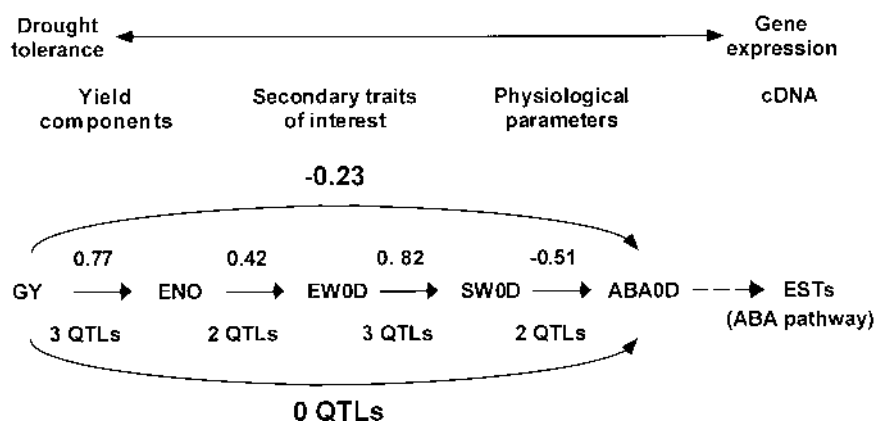 Drought
tolerance
Gene
expression
Yield
components
Secondary traits
of interest
Physiological
parameters
cDNA
-0.23
0.77 0.42 0. 82 -0.51
GY ENO EW0D SW0D ABA0D ESTs
(ABA pathway)
3 QTLs 2 QTLs 3 QTLs 2 QTLs
0 QTLs